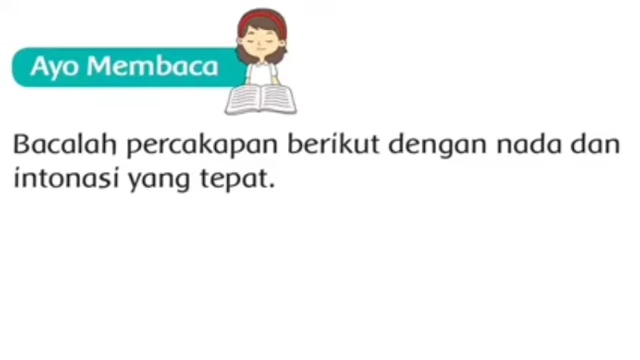 Ayo Membaca
Bacalah percakapan berikut dengan nada dan
intonasi yang tepat.